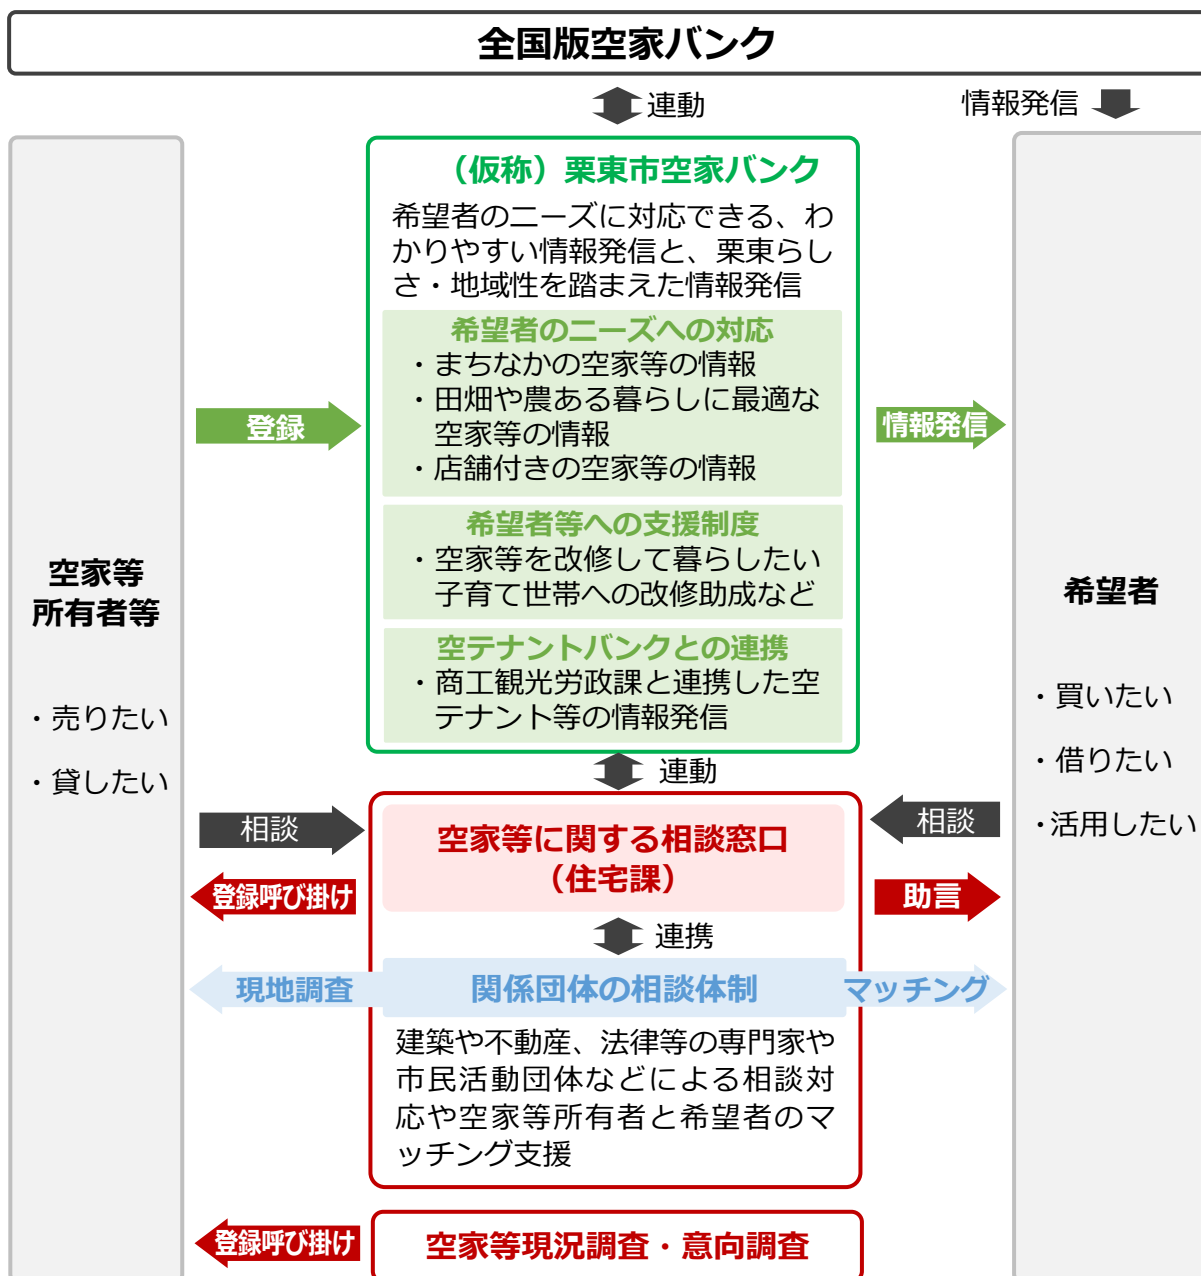 全国版空家バンク
連動
情報発信
(仮称)栗東市空家バンク
希望者のニーズに対応できる、わ
かりやすい情報発信と、栗東らし
さ・地域性を踏まえた情報発信
希望者のニーズへの対応
・まちなかの空家等の情報
・田畑や農ある暮らしに最適な
空家等の情報
・店舗付きの空家等の情報
登録
情報発信
希望者等への支援制度
・空家等を改修して暮らしたい
子育て世帯への改修助成など
空テナントバンクとの連携
・商工観光労政課と連携した空
テナント等の情報発信
空家等
所有者等
・売りたい
・貸したい
希望者
・買いたい
・借りたい
・活用したい
連動
相談
登録呼び掛け
空家等に関する相談窓口
(住宅課)
相談
助言
連携
現地調査
関係団体の相談体制
マッチング
建築や不動産、法律等の専門家や
市民活動団体などによる相談対
応や空家等所有者と希望者のマ
ッチング支援
登録呼び掛け
空家等現況調査・意向調査